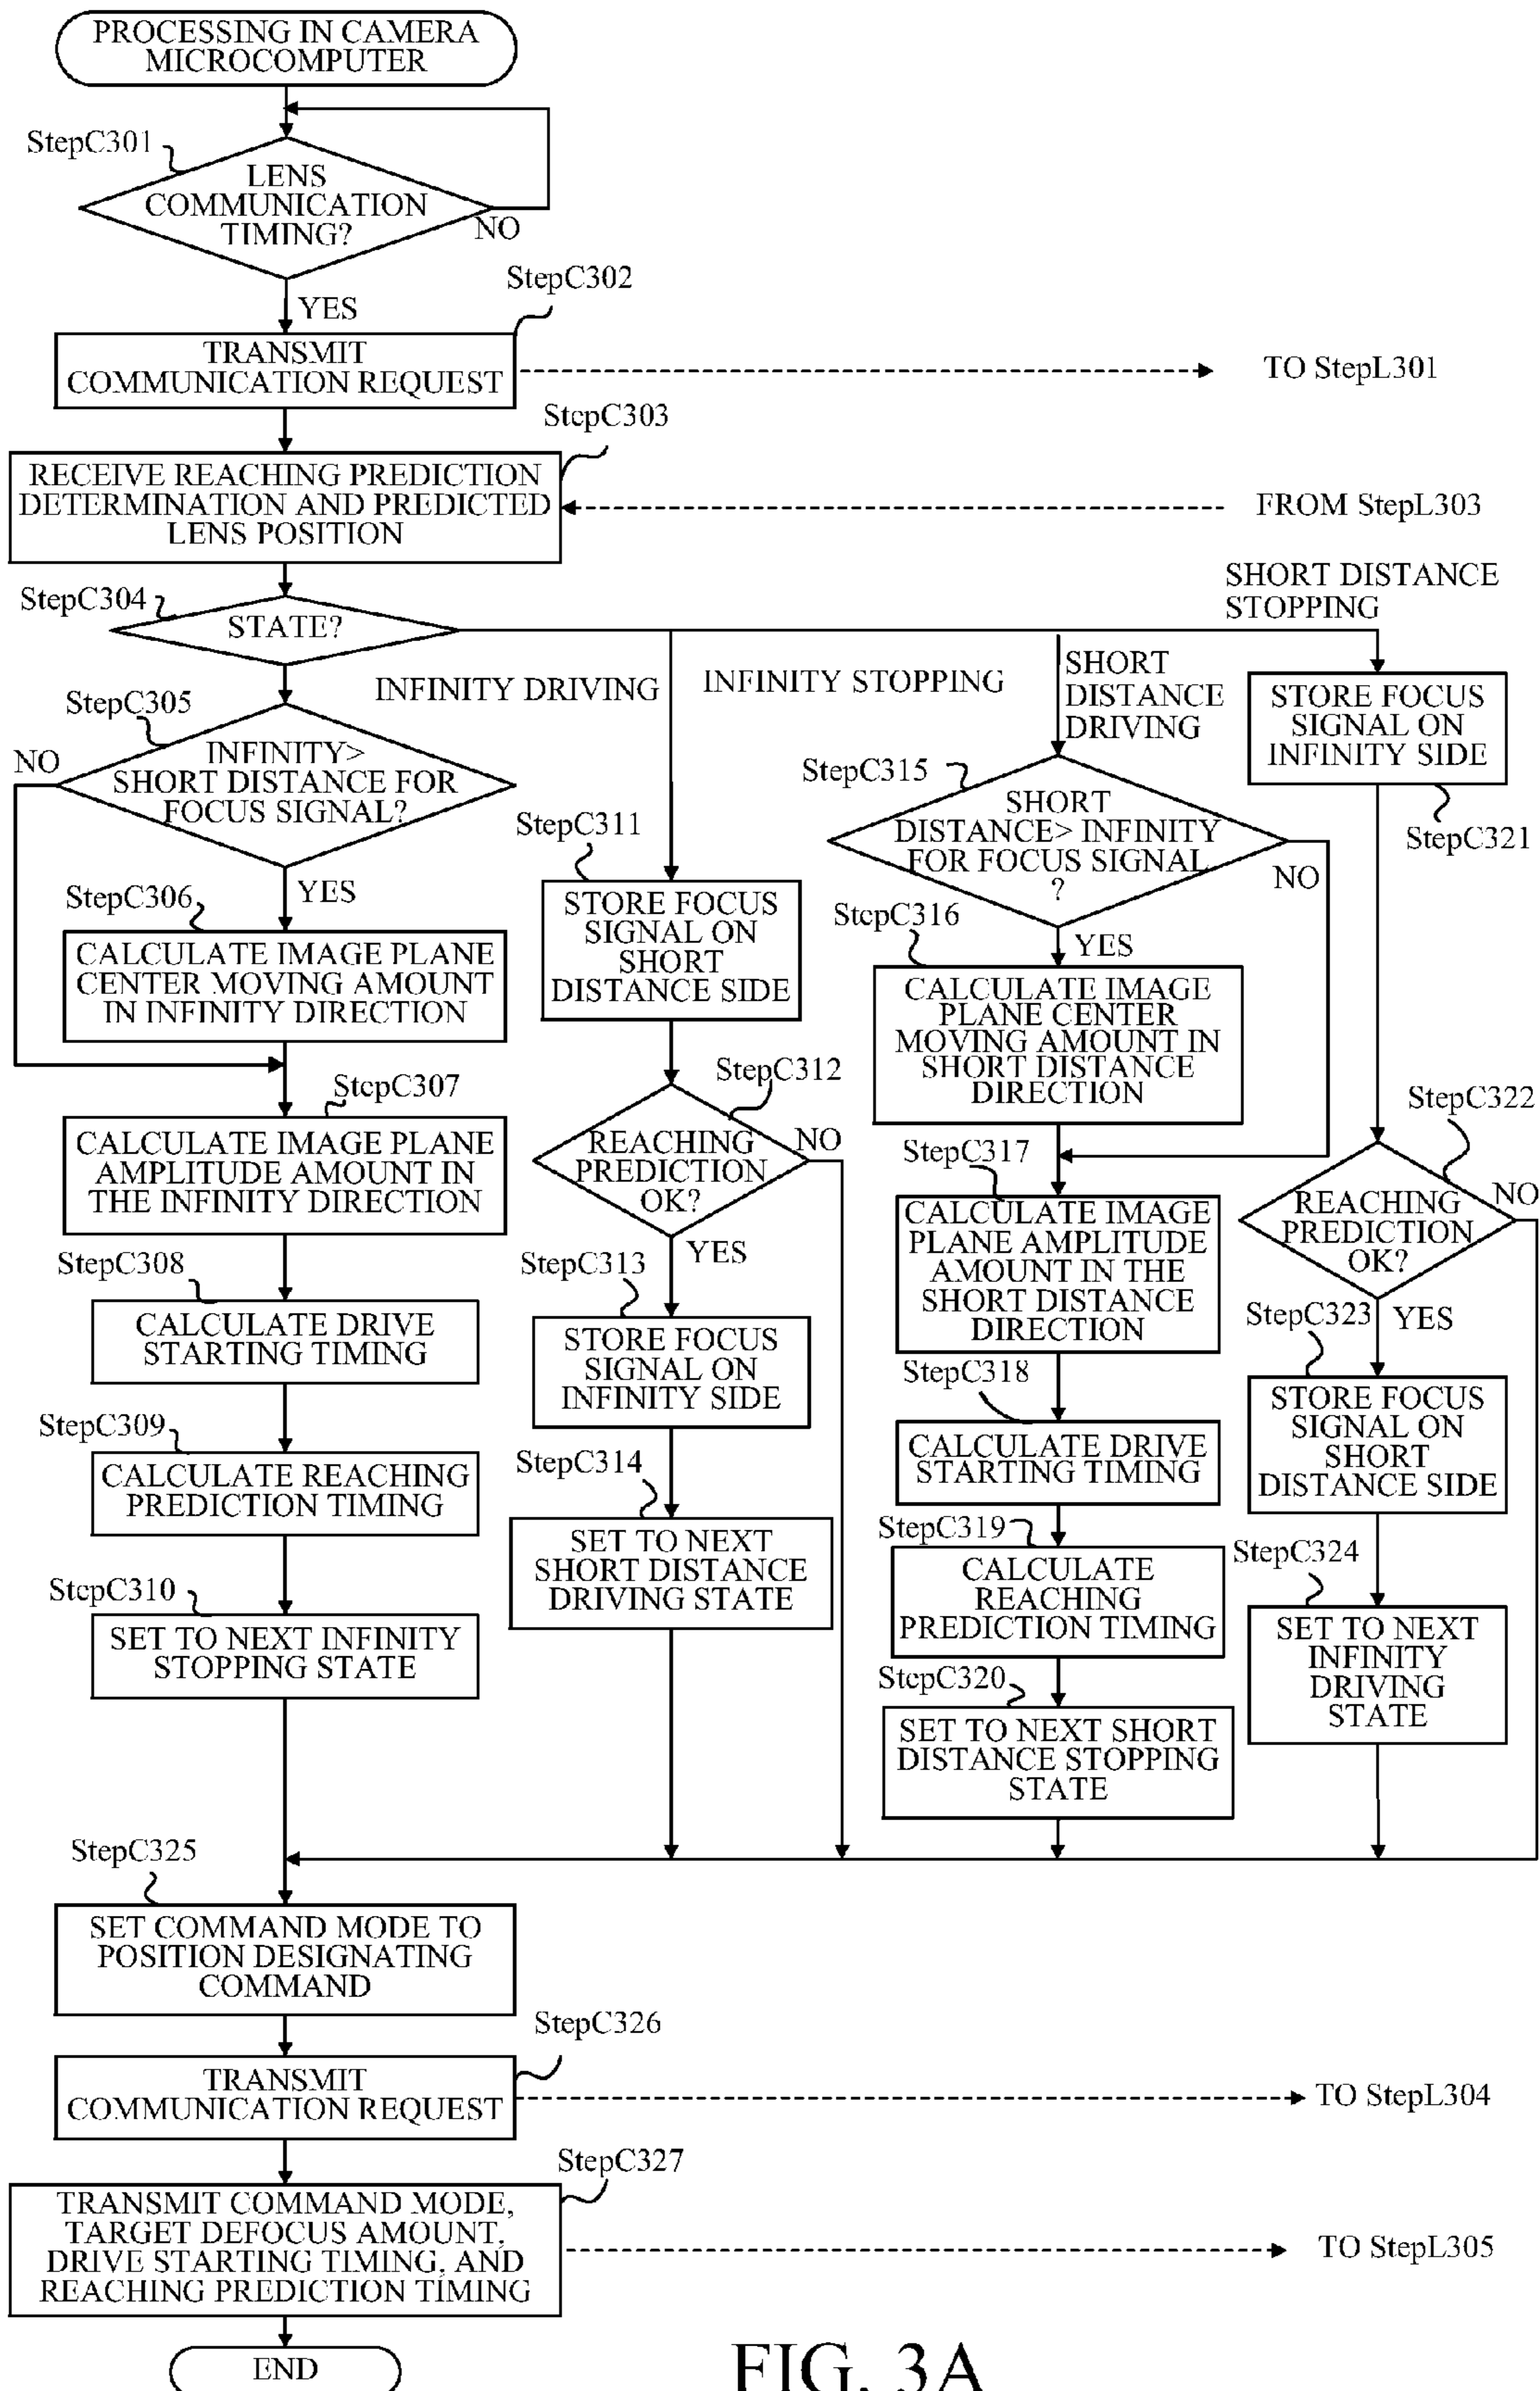 PROCESSING IN CAMERA
MICROCOMPUTER
StepC301
LENS
COMMUNICATION
TIMING?
NO
YES
StepC302
TRANSMIT
COMMUNICATION REQUEST
TO StepL301
StepC303
RECEIVE REACHING PREDICTION
DETERMINATION AND PREDICTED
LENS POSITION
FROM StepL303
StepC304
STATE?
SHORT DISTANCE
STOPPING
INFINITY DRIVING
INFINITY STOPPING
SHORT
DISTANCE
DRIVING
StepC305
INFINITY>
SHORT DISTANCE FOR
FOCUS SIGNAL?
NO
YES
StepC306
CALCULATE IMAGE PLANE
CENTER MOVING AMOUNT
IN INFINITY DIRECTION
StepC307
CALCULATE IMAGE PLANE
AMPLITUDE AMOUNT IN
THE INFINITY DIRECTION
StepC308
CALCULATE DRIVE
STARTING TIMING
StepC309
CALCULATE REACHING
PREDICTION TIMING
StepC310
SET TO NEXT INFINITY
STOPPING STATE
StepC311
STORE FOCUS
SIGNAL ON
SHORT
DISTANCE SIDE
StepC312
REACHING
PREDICTION
OK?
NO
YES
StepC313
STORE FOCUS
SIGNAL ON
INFINITY SIDE
StepC314
SET TO NEXT
SHORT DISTANCE
DRIVING STATE
StepC315
SHORT
DISTANCE> INFINITY
FOR FOCUS SIGNAL
?
NO
YES
StepC316
CALCULATE IMAGE
PLANE CENTER
MOVING AMOUNT IN
SHORT DISTANCE
DIRECTION
StepC317
CALCULATE IMAGE
PLANE AMPLITUDE
AMOUNT IN THE
SHORT DISTANCE
DIRECTION
StepC318
CALCULATE DRIVE
STARTING TIMING
StepC319
CALCULATE
REACHING
PREDICTION TIMING
StepC320
SET TO NEXT SHORT
DISTANCE STOPPING
STATE
STORE FOCUS
SIGNAL ON
INFINITY SIDE
StepC321
StepC322
REACHING
PREDICTION
OK?
NO
YES
StepC323
STORE FOCUS
SIGNAL ON
SHORT
DISTANCE SIDE
StepC324
SET TO NEXT
INFINITY
DRIVING
STATE
StepC325
SET COMMAND MODE TO
POSITION DESIGNATING
COMMAND
StepC326
TRANSMIT
COMMUNICATION REQUEST
TO StepL304
StepC327
TRANSMIT COMMAND MODE,
TARGET DEFOCUS AMOUNT,
DRIVE STARTING TIMING, AND
REACHING PREDICTION TIMING
TO StepL305
END
FIG. 3A